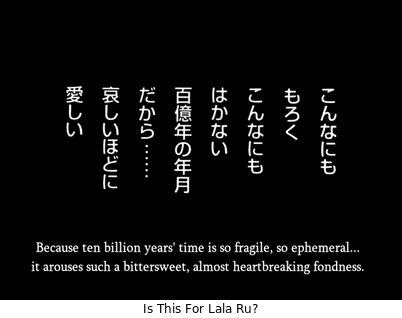 こんなにも
もろく
こんなにも
はかない
百億年の年月
だから……
哀しいほどに
愛しい
Because ten billion years' time is so fragile, so ephemeral...
it arouses such a bittersweet, almost heartbreaking fondness.
Is This For Lala Ru?